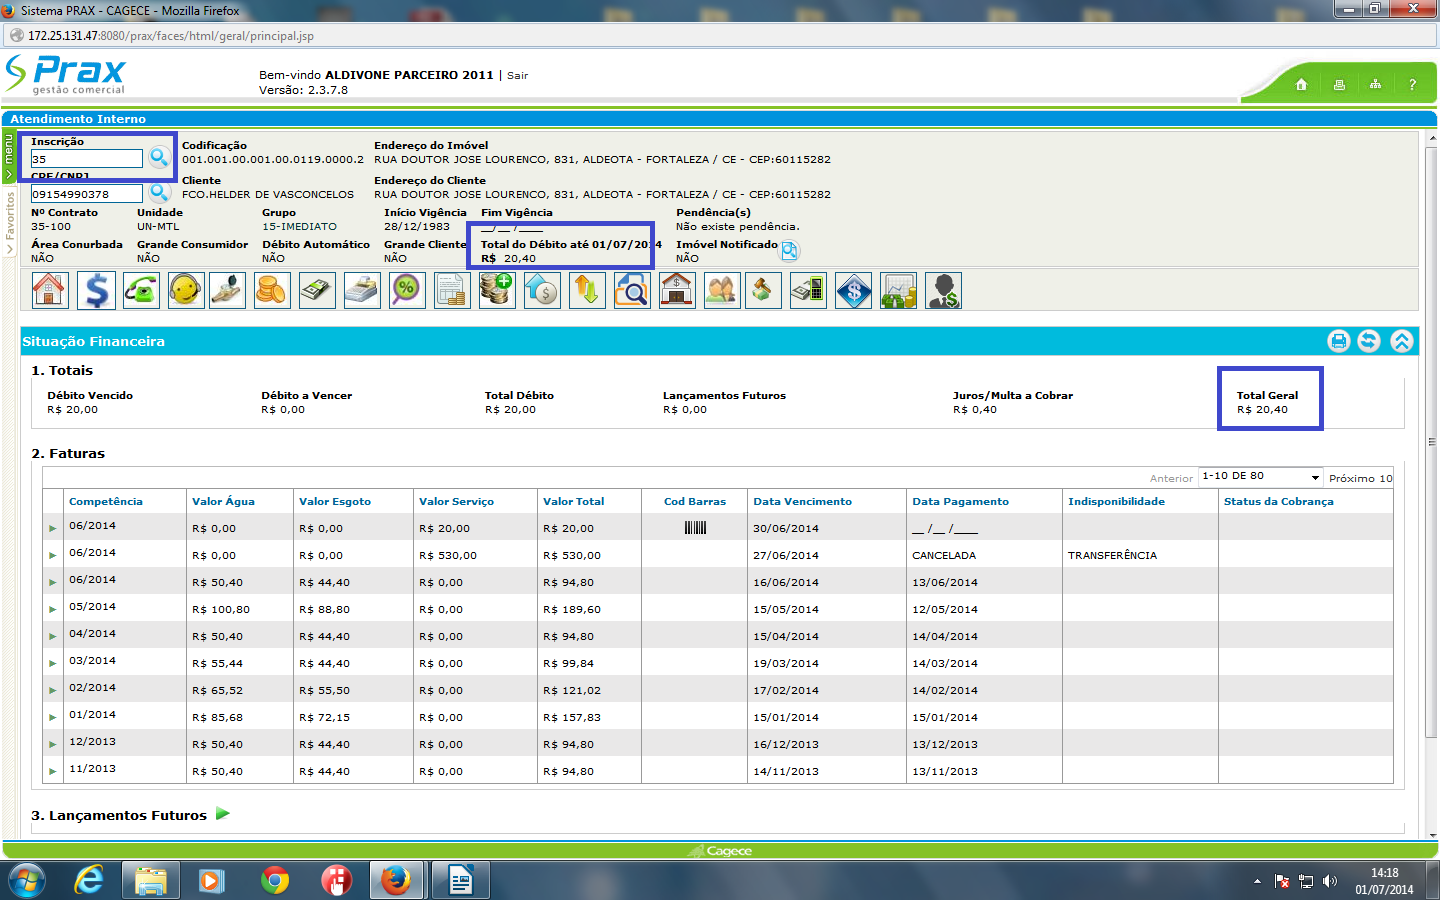 Sistema PRAX - CAGECE - Mozilla Firefox
172.25.131.47:8080/prax/faces/html/geral/principal.jsp
Prax
gestão comercial
Bem-vindo ALDIVONE PARCEIRO 2011 | Sair
Versão: 2.3.7.8
?
Atendimento Interno
menu
Favoritos
Inscrição
35
Codificação
001.001.00.001.00.0119.0000.2
Endereço do Imóvel
RUA DOUTOR JOSE LOURENCO, 831, ALDEOTA - FORTALEZA / CE - CEP:60115282
CPF/CNPJ
09154990378
Cliente
FCO.HELDER DE VASCONCELOS
Endereço do Cliente
RUA DOUTOR JOSE LOURENCO, 831, ALDEOTA - FORTALEZA / CE - CEP:60115282
Nº Contrato Unidade Grupo Início Vigência Fim Vigência Pendência(s)
35-100 UN-MTL 15-IMEDIATO 28/12/1983 __/__/____ Não existe pendência.
Área Conurbada Grande Consumidor Débito Automático Grande Cliente Total do Débito até 01/07/2014 Imóvel Notificado
NÃO NÃO NÃO NÃO R$ 20,40 NÃO
Situação Financeira
1. Totais
Débito Vencido Débito a Vencer Total Débito Lançamentos Futuros Juros/Multa a Cobrar Total Geral
R$ 20,00 R$ 0,00 R$ 20,00 R$ 0,00 R$ 0,40 R$ 20,40
2. Faturas
Anterior 1-10 DE 80 Próximo 10
Competência Valor Água Valor Esgoto Valor Serviço Valor Total Cod Barras Data Vencimento Data Pagamento Indisponibilidade Status da Cobrança
06/2014 R$ 0,00 R$ 0,00 R$ 20,00 R$ 20,00 30/06/2014 __/__/____
06/2014 R$ 0,00 R$ 0,00 R$ 530,00 R$ 530,00 27/06/2014 CANCELADA TRANSFERÊNCIA
06/2014 R$ 50,40 R$ 44,40 R$ 0,00 R$ 94,80 16/06/2014 13/06/2014
05/2014 R$ 100,80 R$ 88,80 R$ 0,00 R$ 189,60 15/05/2014 12/05/2014
04/2014 R$ 50,40 R$ 44,40 R$ 0,00 R$ 94,80 15/04/2014 14/04/2014
03/2014 R$ 55,44 R$ 44,40 R$ 0,00 R$ 99,84 19/03/2014 14/03/2014
02/2014 R$ 65,52 R$ 55,50 R$ 0,00 R$ 121,02 17/02/2014 14/02/2014
01/2014 R$ 85,68 R$ 72,15 R$ 0,00 R$ 157,83 15/01/2014 15/01/2014
12/2013 R$ 50,40 R$ 44,40 R$ 0,00 R$ 94,80 16/12/2013 13/12/2013
11/2013 R$ 50,40 R$ 44,40 R$ 0,00 R$ 94,80 14/11/2013 13/11/2013
3. Lançamentos Futuros
Cagece
14:18
01/07/2014